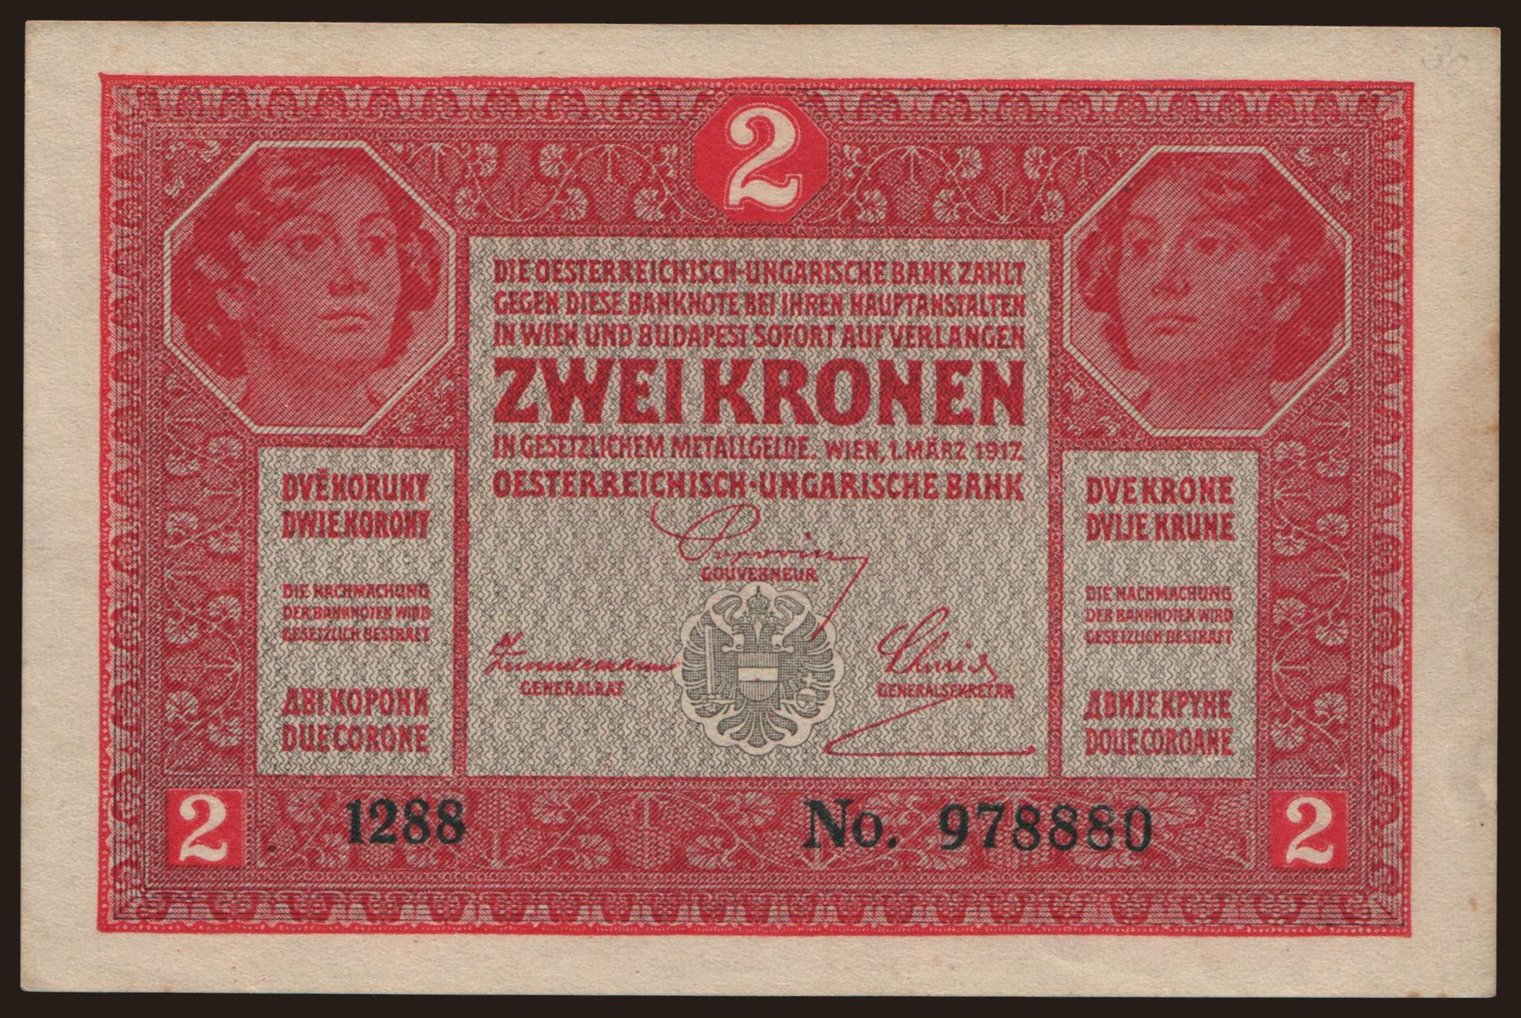 2
DIE OESTERREICHISCH-UNGARISCHE BANK ZAHLT
GEGEN DIESE BANKNOTE BEI IHREN HAUPTANSTALTEN
IN WIEN UND BUDAPEST SOFORT AUF VERLANGEN
ZWEI KRONEN
IN GESETZLICHEM METALLGELDE. WIEN, 1. MÄRZ 1917.
OESTERREICHISCH-UNGARISCHE BANK
GOUVERNEUR
GENERALRAT
GENERALSEKRETÄR
DVĚ KORUNY
DWIE KORONY
DIE NACHMACHUNG
DER BANKNOTEN WIRD
GESETZLICH BESTRAFT
ДВІ КОРОНИ
DUE CORONE
DVE KRONE
DVIJE KRUNE
DIE NACHMACHUNG
DER BANKNOTEN WIRD
GESETZLICH BESTRAFT
ДВИЈЕ КРУНЕ
DOUE COROANE
2
1288
No. 978880
2